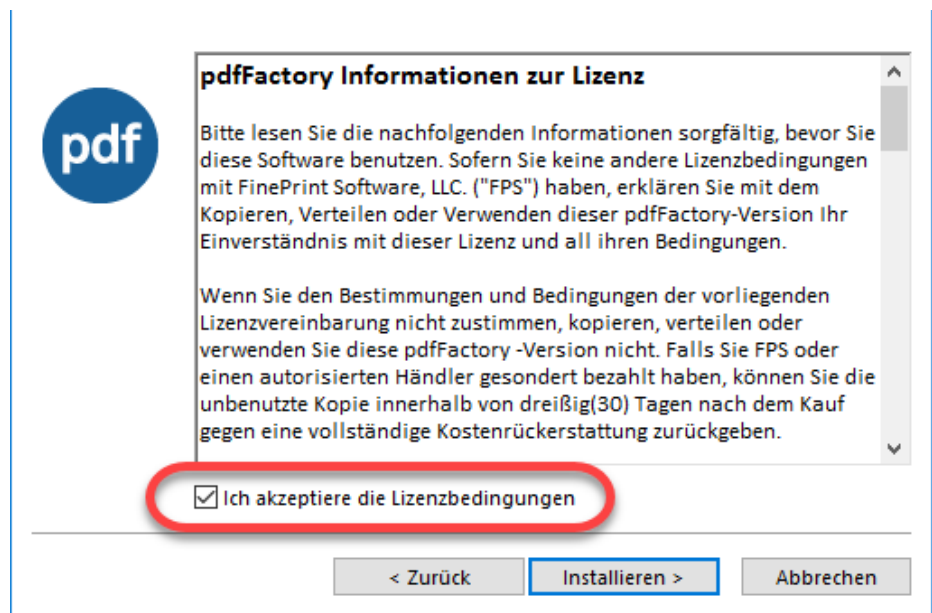 pdf
pdfFactory Informationen zur Lizenz
Bitte lesen Sie die nachfolgenden Informationen sorgfältig, bevor Sie
diese Software benutzen. Sofern Sie keine andere Lizenzbedingungen
mit FinePrint Software, LLC. ("FPS") haben, erklären Sie mit dem
Kopieren, Verteilen oder Verwenden dieser pdfFactory-Version Ihr
Einverständnis mit dieser Lizenz und all ihren Bedingungen.
Wenn Sie den Bestimmungen und Bedingungen der vorliegenden
Lizenzvereinbarung nicht zustimmen, kopieren, verteilen oder
verwenden Sie diese pdfFactory -Version nicht. Falls Sie FPS oder
einen autorisierten Händler gesondert bezahlt haben, können Sie die
unbenutzte Kopie innerhalb von dreißig(30) Tagen nach dem Kauf
gegen eine vollständige Kostenrückerstattung zurückgeben.
Ich akzeptiere die Lizenzbedingungen
< Zurück
Installieren >
Abbrechen